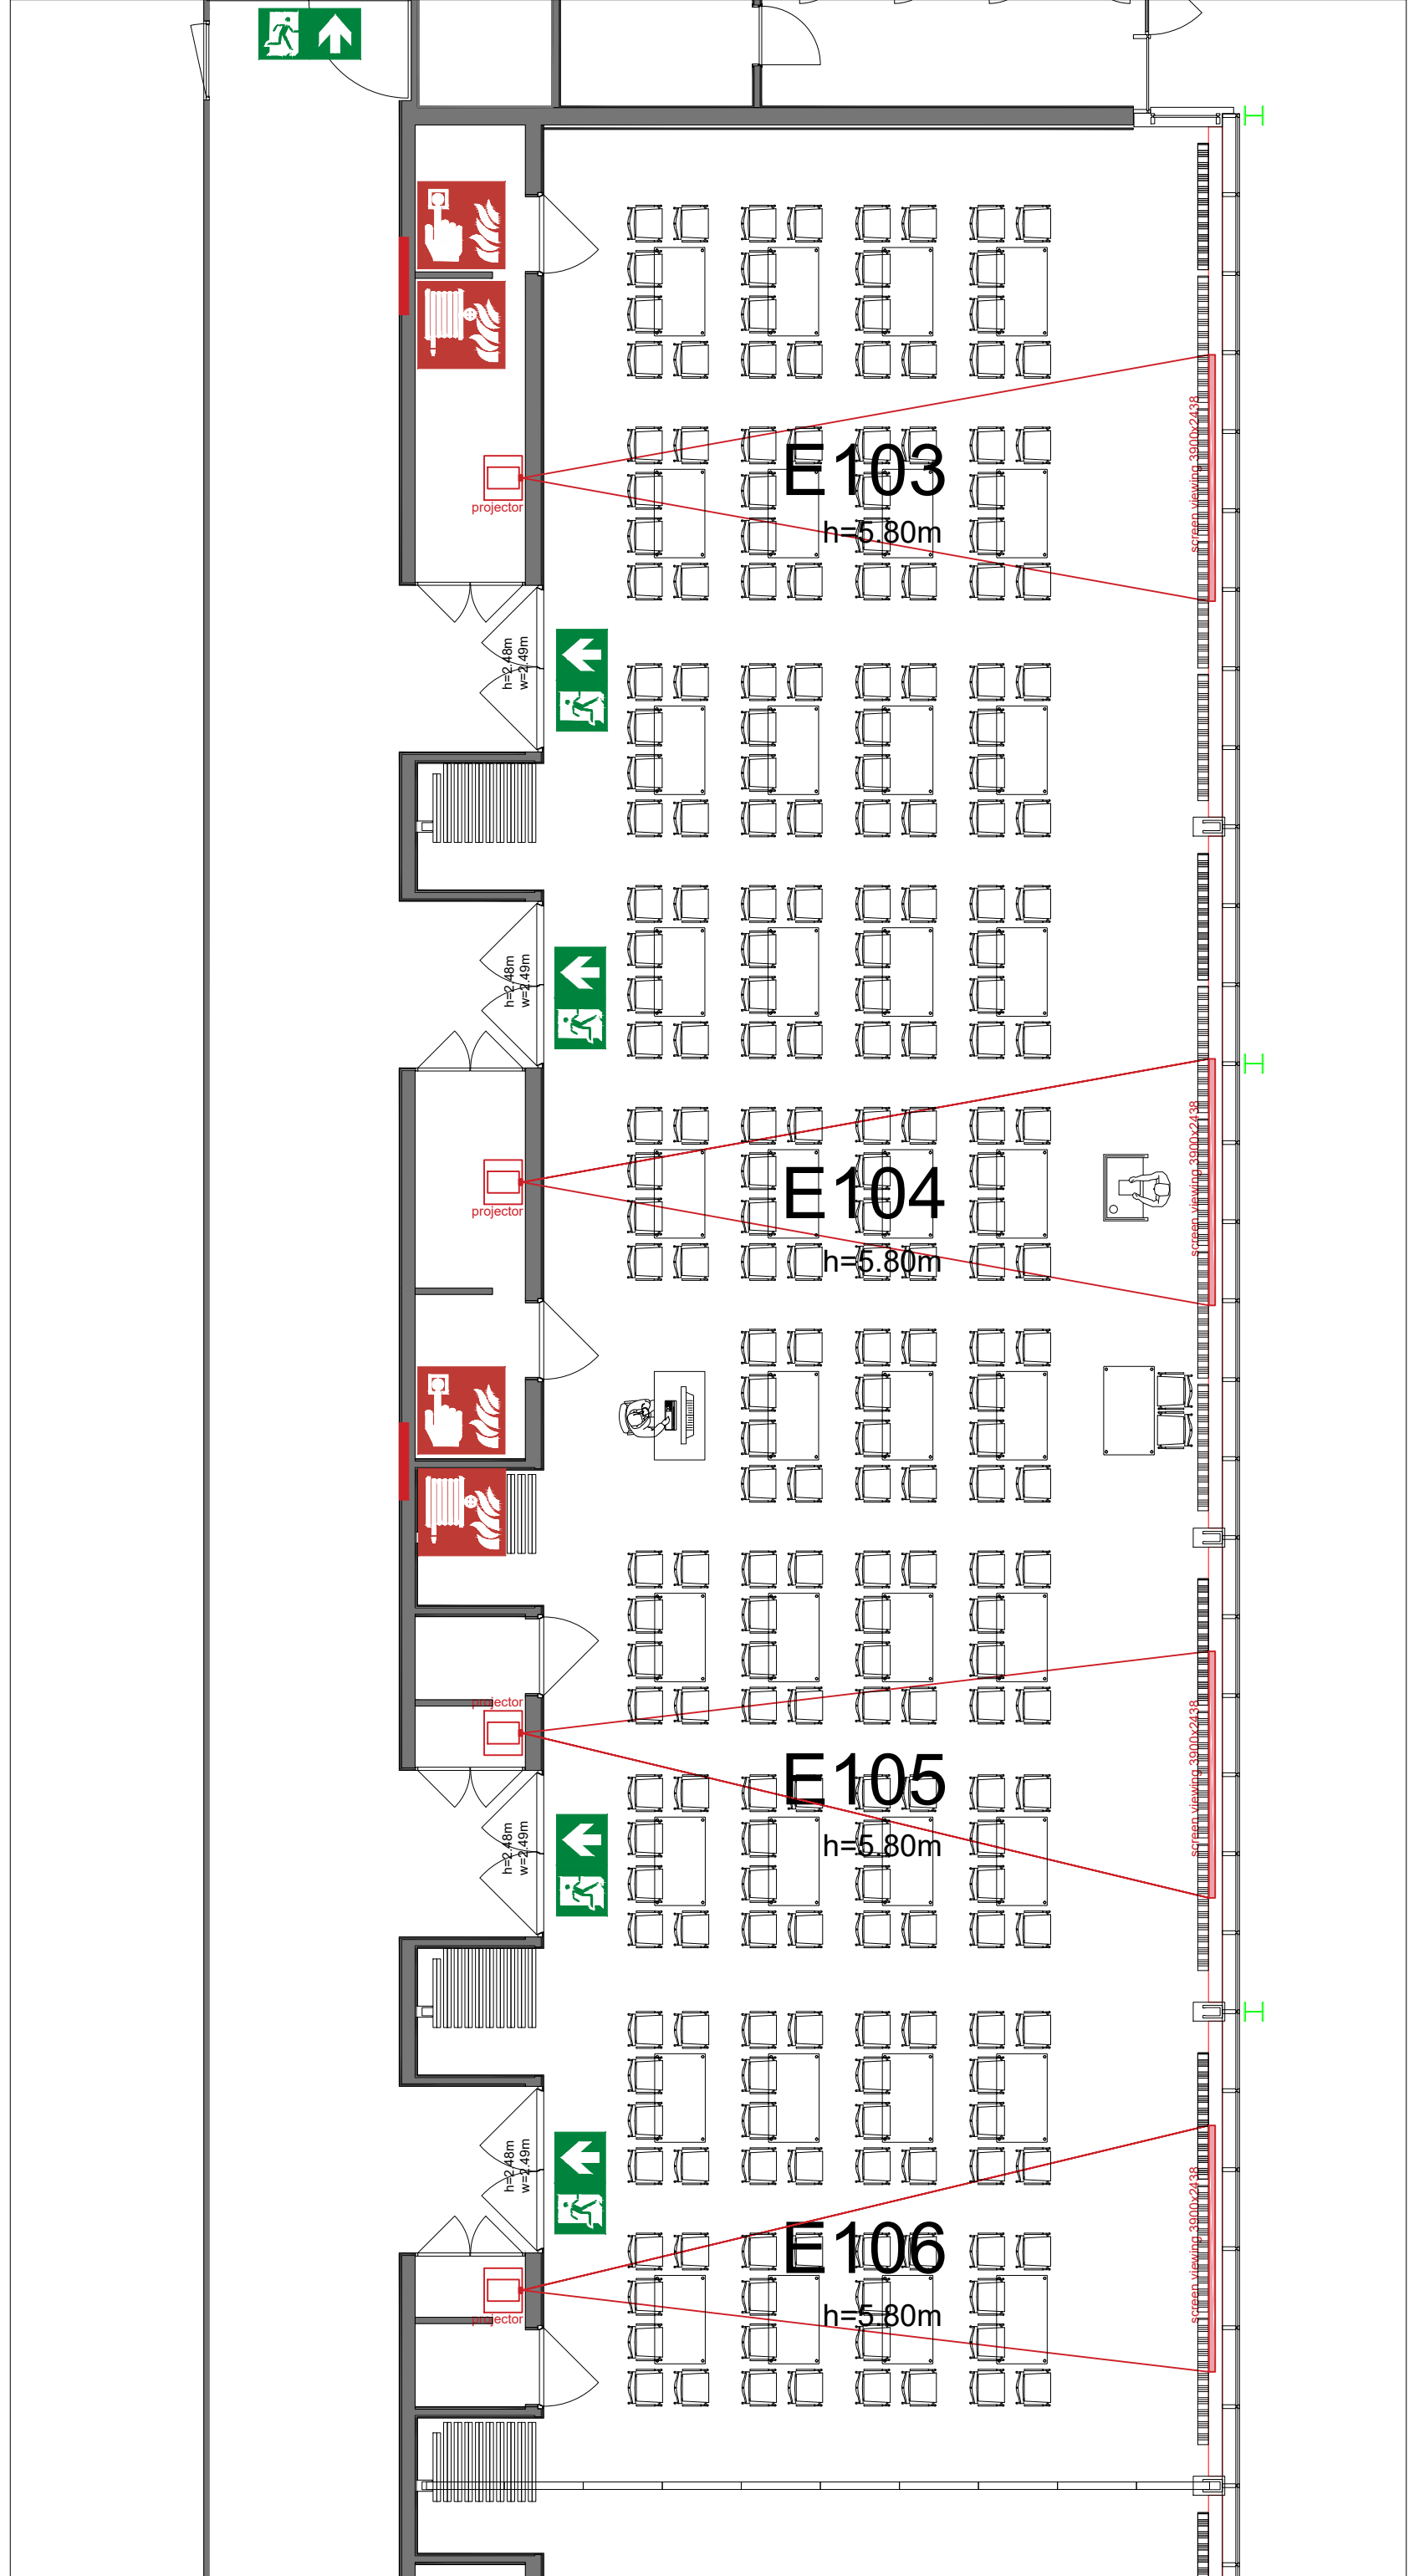 screen viewing 3900x2438
E103
projector
h=5.80m
h=2.48m
w=2.49m
h=2.48m
w=2.49m
screen viewing 3900x2438
E104
projector
h=5.80m
screen viewing 3900x2438
projector
E105
h=5.80m
h=2.48m
w=2.49m
h=2.48m
w=2.49m
screen viewing 3900x2438
E106
projector
h=5.80m